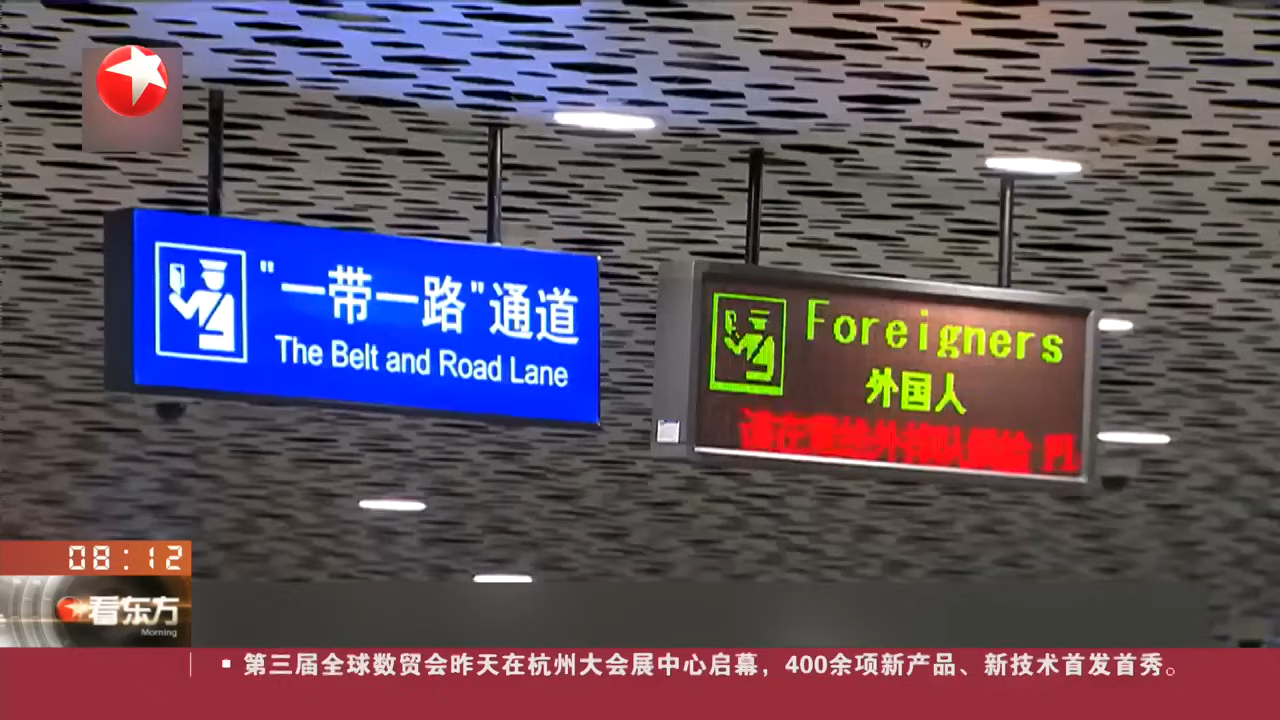 "一带一路"通道
The Belt and Road Lane
Foreigners
外国人
08:12
看东方
Morning
▪ 第三届全球数贸会昨天在杭州大会展中心启幕，400余项新产品、新技术首发首秀。